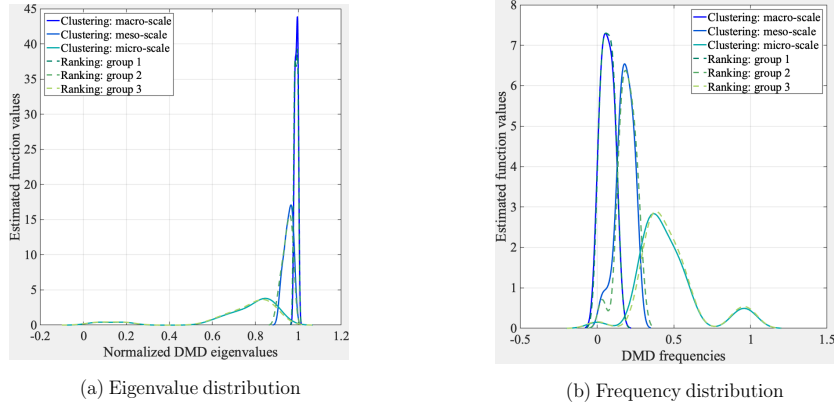 Estimated function values
45
40
35
30
25
20
15
10
5
0
Clustering: macro-scale
Clustering: meso-scale
Clustering: micro-scale
Ranking: group 1
Ranking: group 2
Ranking: group 3
-0.2 0 0.2 0.4 0.6 0.8 1 1.2
Normalized DMD eigenvalues
(a) Eigenvalue distribution
Estimated function values
8
7
6
5
4
3
2
1
0
Clustering: macro-scale
Clustering: meso-scale
Clustering: micro-scale
Ranking: group 1
Ranking: group 2
Ranking: group 3
-0.5 0 0.5 1 1.5
DMD frequencies
(b) Frequency distribution